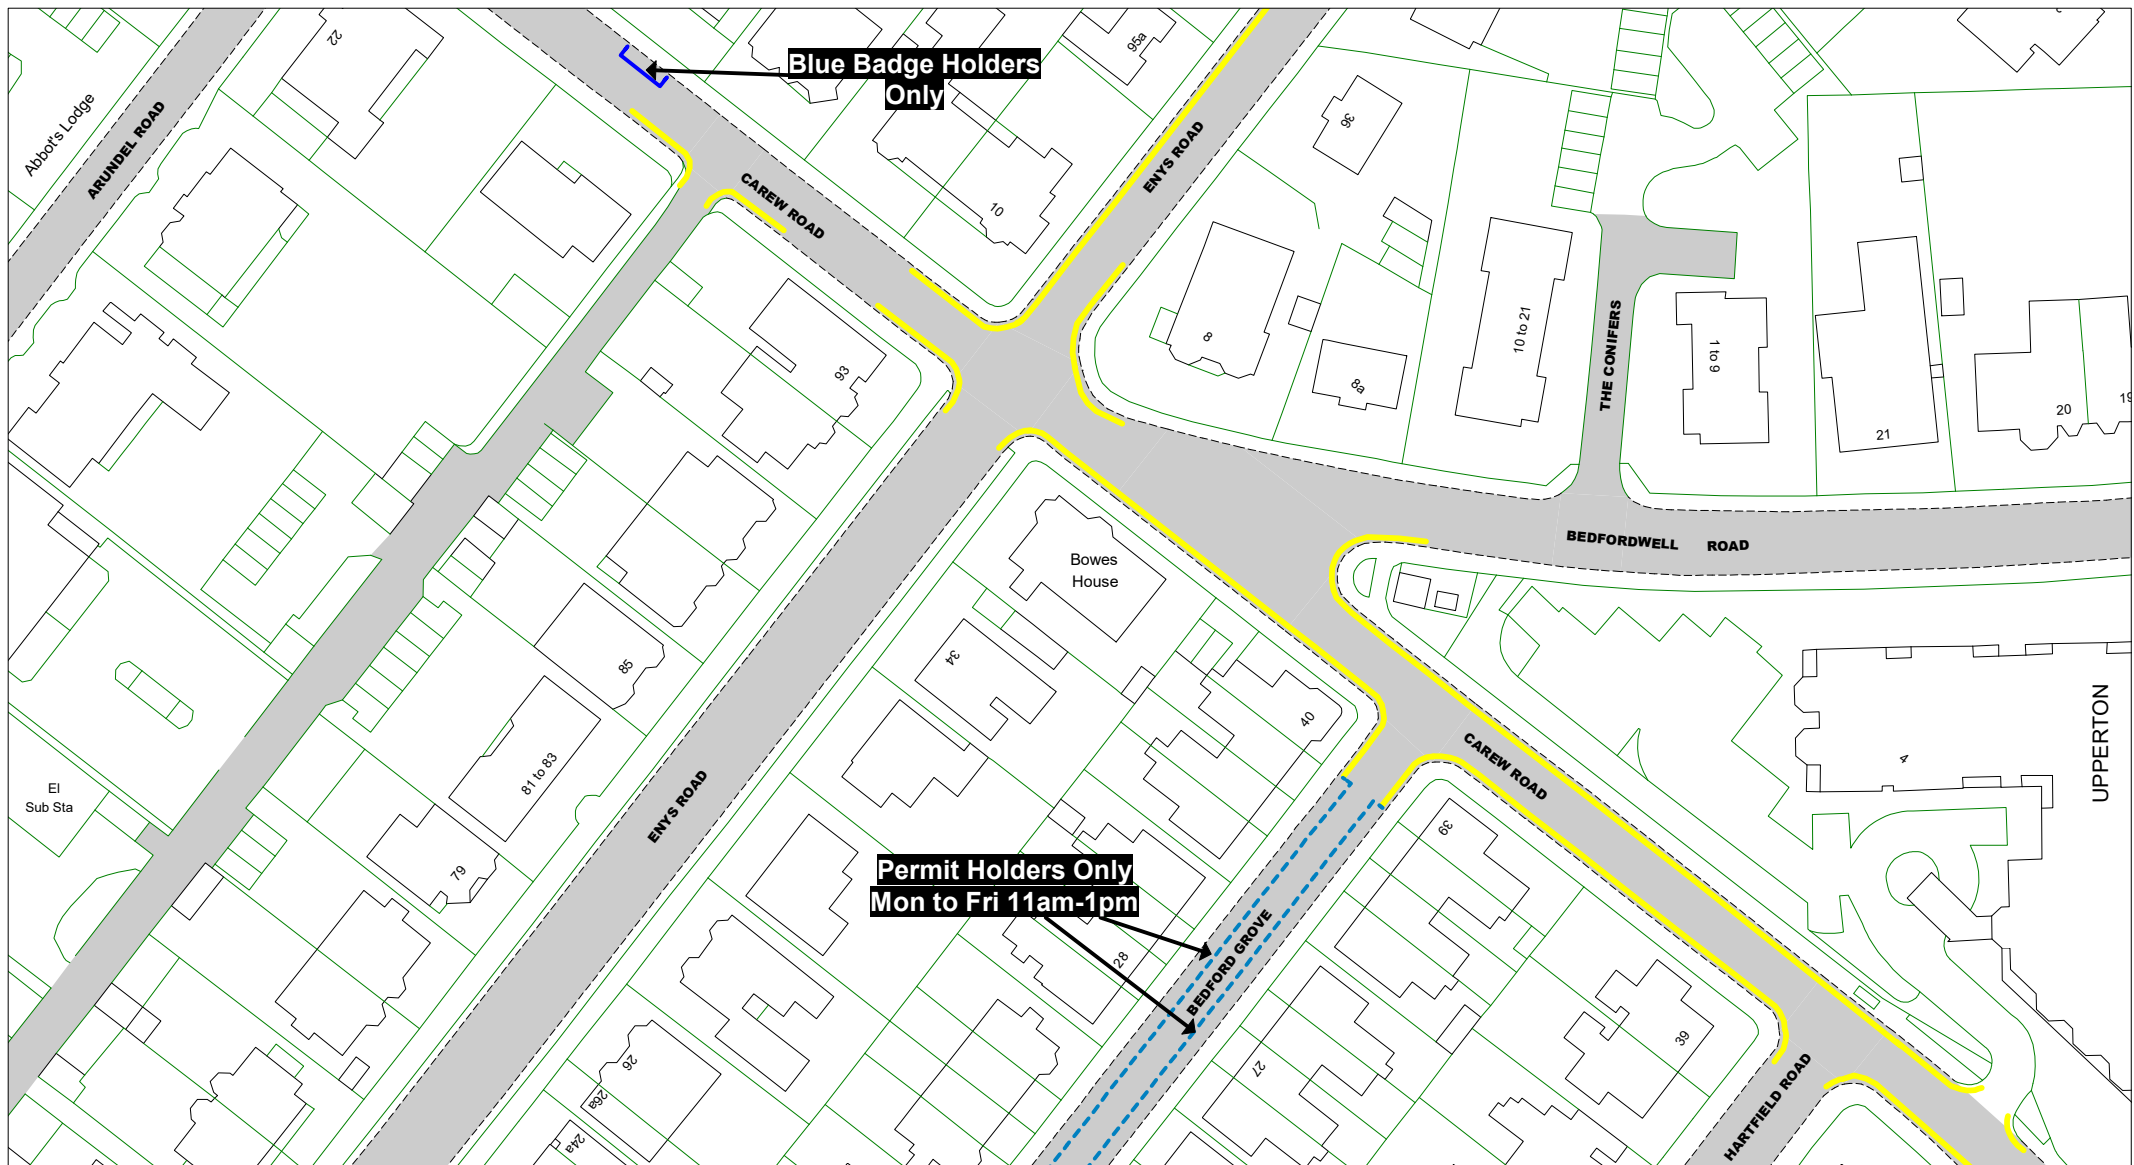 22
95a
Blue Badge Holders
Only
Abbot's Lodge
ARUNDEL ROAD
36
ENYS ROAD
CAREW ROAD
10
8
8a
10 to 21
THE CONIFERS
1 to 9
21
20
19
93
BEDFORDWELL ROAD
Bowes
House
34
85
40
81 to 83
79
El
Sub Sta
ENYS ROAD
CAREW ROAD
4
UPPERTON
39
Permit Holders Only
Mon to Fri 11am-1pm
28
BEDFORD GROVE
27
39
26
26a
24a
HARTFIELD ROAD